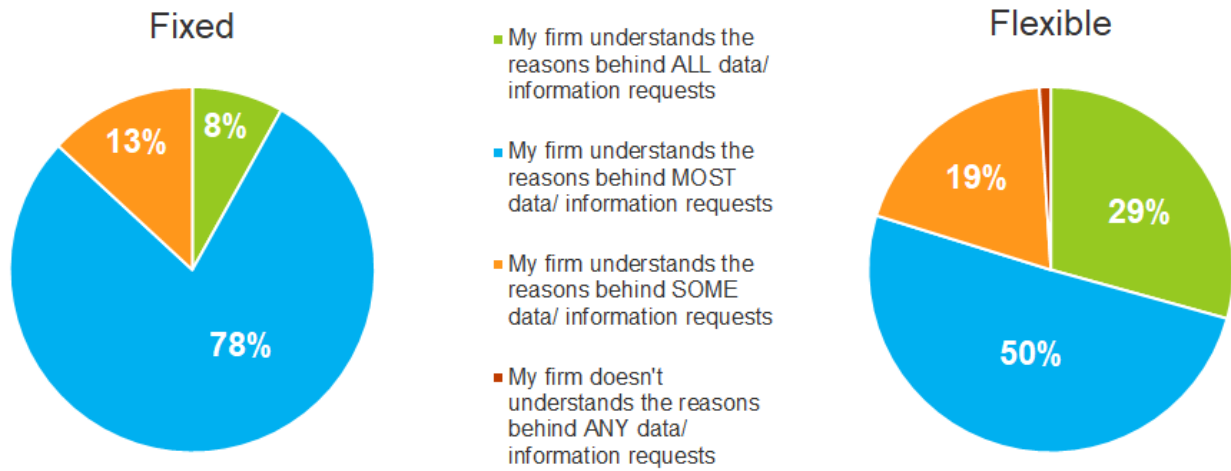 Fixed
8%
13%
78%
My firm understands the
reasons behind ALL data/
information requests
My firm understands the
reasons behind MOST
data/ information requests
My firm understands the
reasons behind SOME
data/ information requests
My firm doesn't
understands the reasons
behind ANY data/
information requests
Flexible
19%
29%
50%